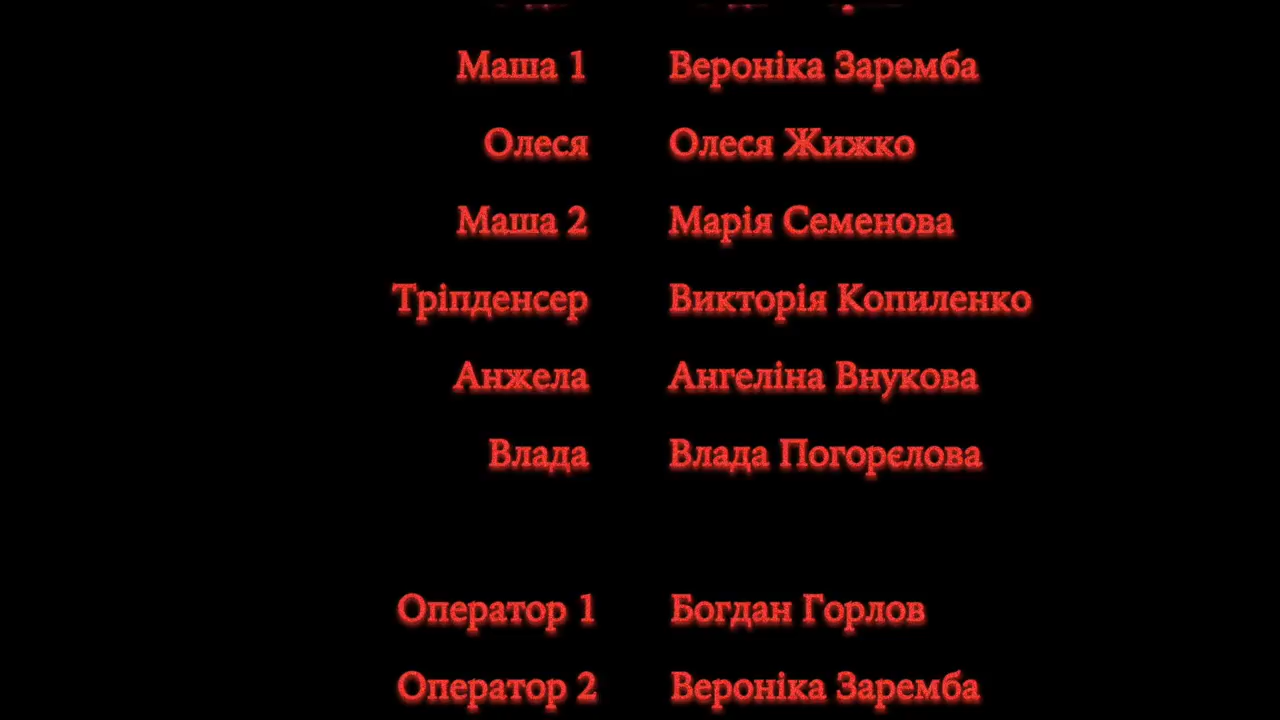 Маша 1 Вероніка Заремба
Олеся Олеся Жижко
Маша 2 Марія Семенова
Тріпденсер Викторія Копиленко
Анжела Ангеліна Внукова
Влада Влада Погорєлова
Оператор 1 Богдан Горлов
Оператор 2 Вероніка Заремба